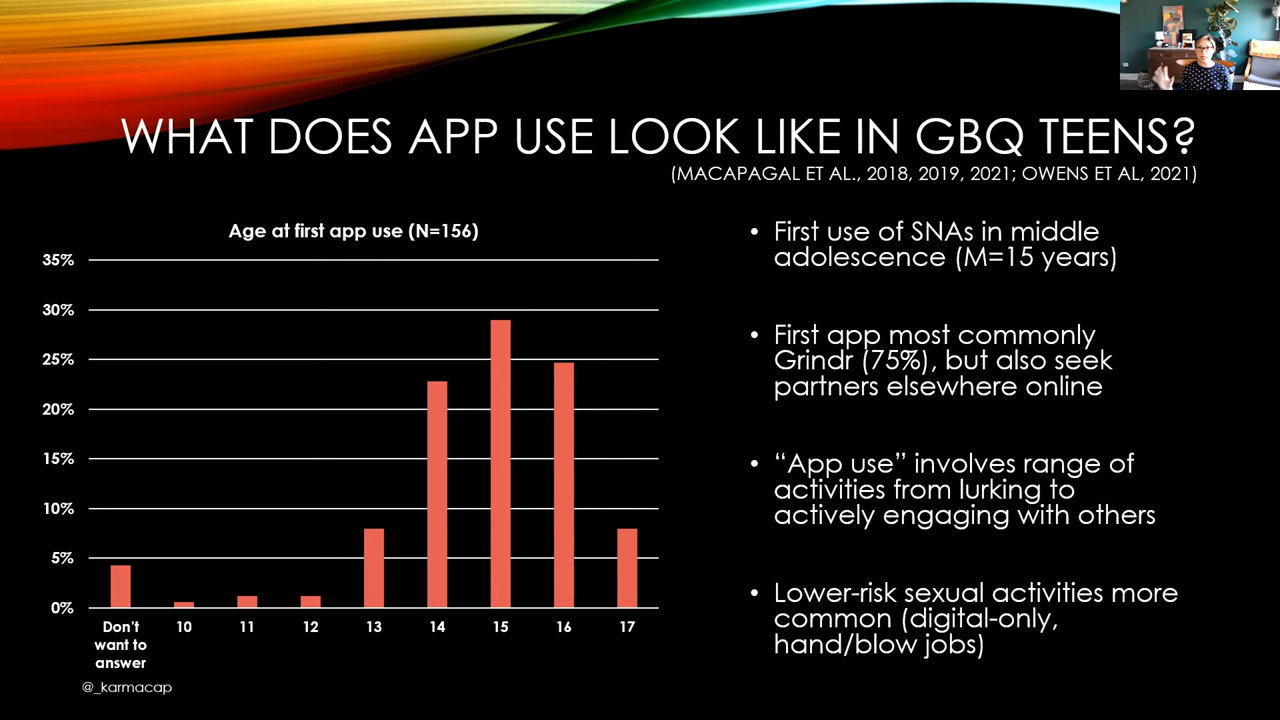 WHAT DOES APP USE LOOK LIKE IN GBQ TEENS?
(MACAPAGAL ET AL., 2018, 2019, 2021; OWENS ET AL, 2021)
Age at first app use (N=156)
35%
30%
25%
20%
15%
10%
5%
0%
Don't
want to
answer
10
11
12
13
14
15
16
17
@_karmacap
• First use of SNAs in middle
adolescence (M=15 years)
• First app most commonly
Grindr (75%), but also seek
partners elsewhere online
• “App use” involves range of
activities from lurking to
actively engaging with others
• Lower-risk sexual activities more
common (digital-only,
hand/blow jobs)